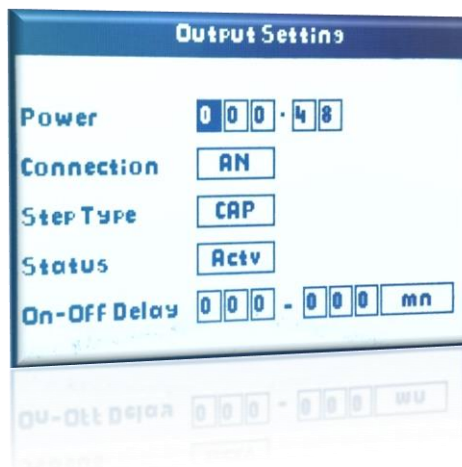 Output Setting
Power 000.48
Connection AN
Step Type CAP
Status Actv
On-Off Delay 000 - 000 mn